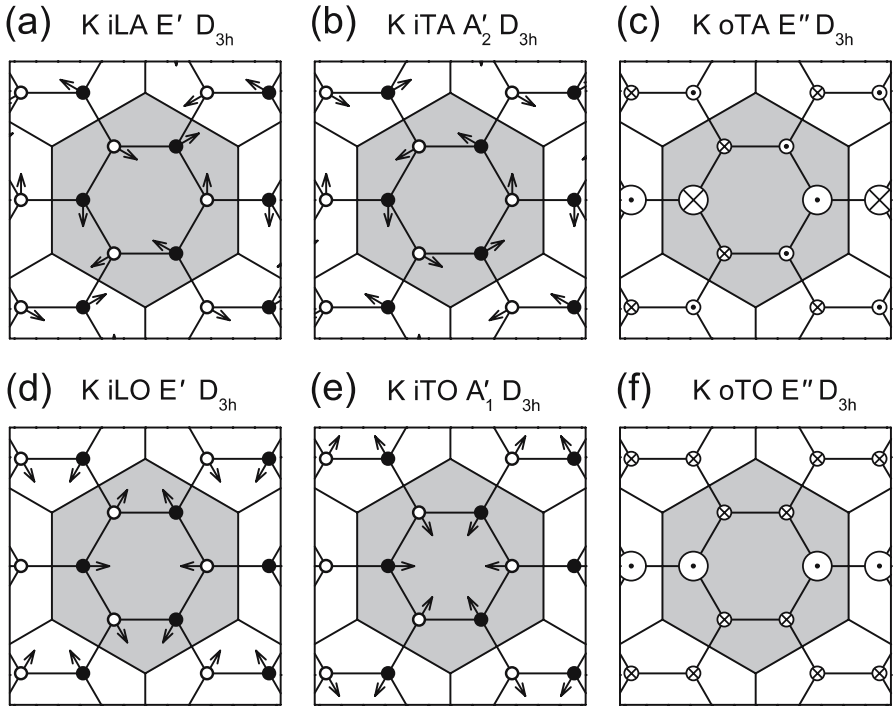 (a) K iLA E′ D3h
(b) K iTA A′2 D3h
(c) K oTA E″ D3h
(d) K iLO E′ D3h
(e) K iTO A′1 D3h
(f) K oTO E″ D3h